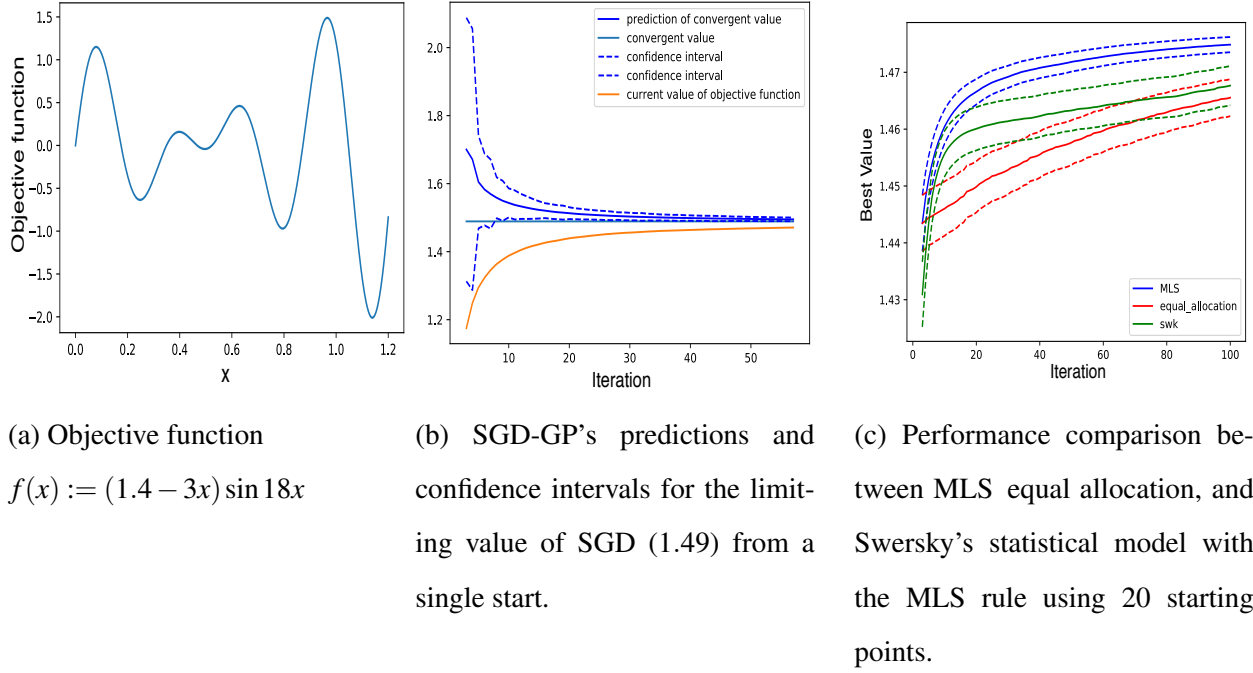 Objective function
1.5
1.0
0.5
0.0
-0.5
-1.0
-1.5
-2.0
0.0 0.2 0.4 0.6 0.8 1.0 1.2
X
2.0
1.8
1.6
1.4
1.2
prediction of convergent value
convergent value
confidence interval
confidence interval
current value of objective function
10 20 30 40 50
Iteration
Best Value
1.47
1.46
1.45
1.44
1.43
MLS
equal_allocation
swk
0 20 40 60 80 100
Iteration
(a) Objective function
f(x) := (1.4 − 3x) sin 18x
(b) SGD-GP's predictions and
confidence intervals for the limit-
ing value of SGD (1.49) from a
single start.
(c) Performance comparison be-
tween MLS equal allocation, and
Swersky's statistical model with
the MLS rule using 20 starting
points.